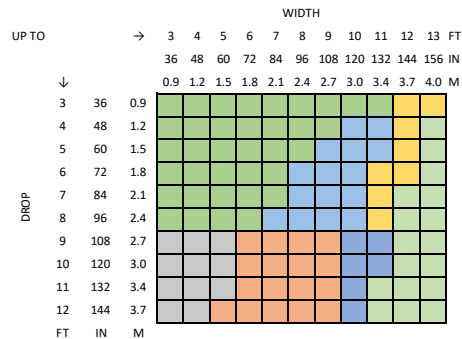 WIDTH
UP TO → 3 4 5 6 7 8 9 10 11 12 13 FT
36 48 60 72 84 96 108 120 132 144 156 IN
↓ 0.9 1.2 1.5 1.8 2.1 2.4 2.7 3.0 3.4 3.7 4.0 M
3 36 0.9
4 48 1.2
5 60 1.5
6 72 1.8
7 84 2.1
8 96 2.4
9 108 2.7
10 120 3.0
11 132 3.4
12 144 3.7
FT IN M
DROP